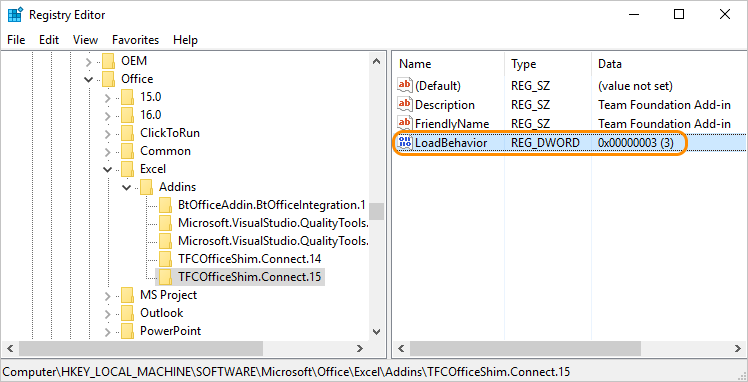 Registry Editor
File Edit View Favorites Help
OEM
Office
15.0
16.0
ClickToRun
Common
Excel
Addins
BtOfficeAddin.BtOfficeIntegration.1
Microsoft.VisualStudio.QualityTools.
Microsoft.VisualStudio.QualityTools.
TFCOfficeShim.Connect.14
TFCOfficeShim.Connect.15
MS Project
Outlook
PowerPoint
Name Type Data
ab (Default) REG_SZ (value not set)
ab Description REG_SZ Team Foundation Add-in
ab FriendlyName REG_SZ Team Foundation Add-in
LoadBehavior REG_DWORD 0x00000003 (3)
Computer\HKEY_LOCAL_MACHINE\SOFTWARE\Microsoft\Office\Excel\Addins\TFCOfficeShim.Connect.15